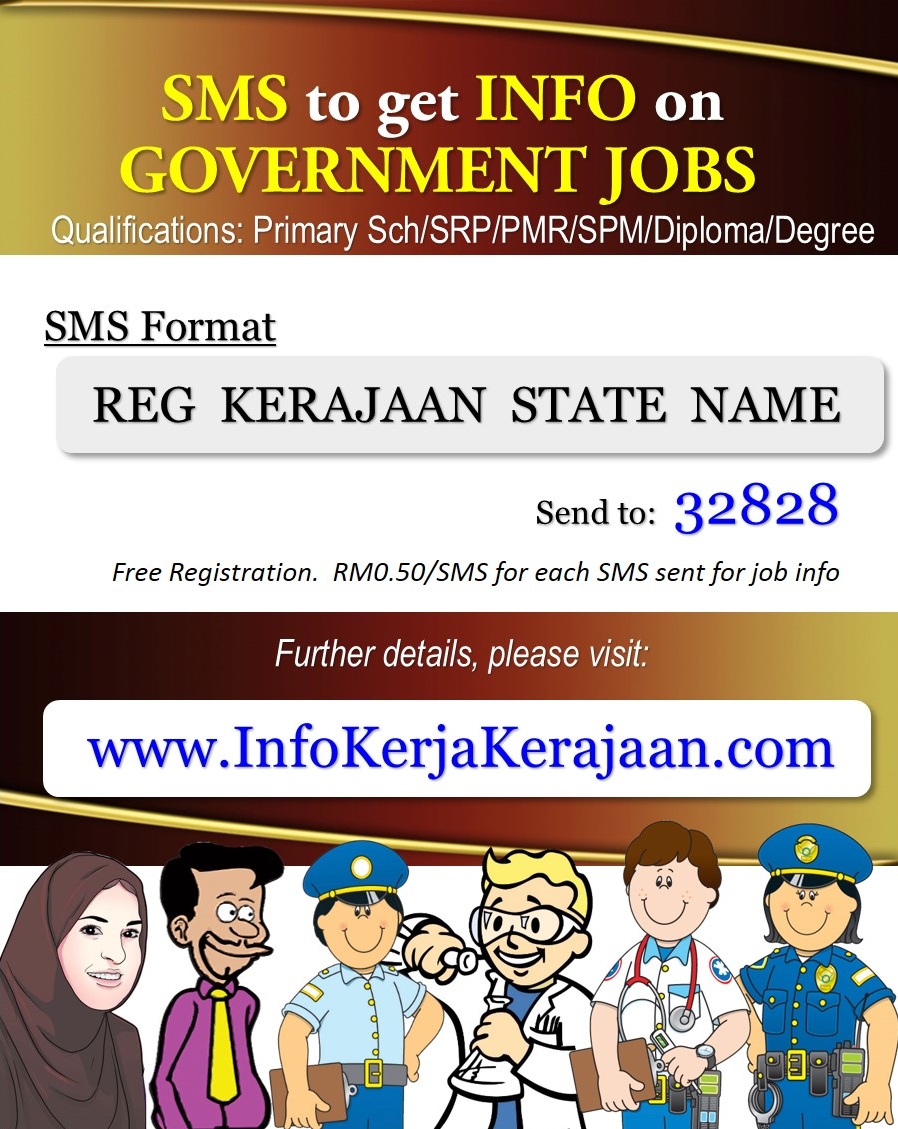 SMS to get INFO on
GOVERNMENT JOBS
Qualifications: Primary Sch/SRP/PMR/SPM/Diploma/Degree
SMS Format
REG KERAJAAN STATE NAME
Send to: 32828
Free Registration. RM0.50/SMS for each SMS sent for job info
Further details, please visit:
www.InfoKerjaKerajaan.com